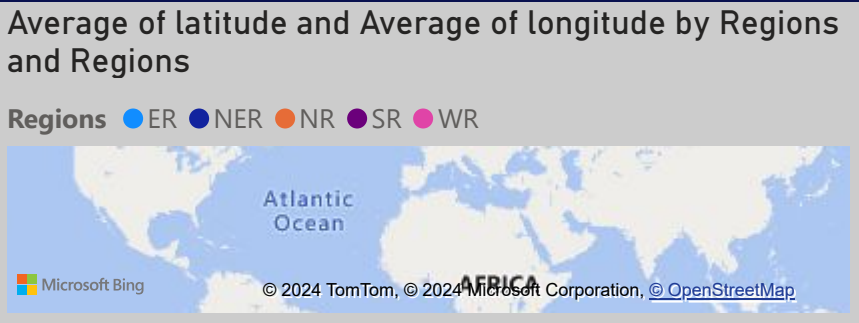 Average of latitude and Average of longitude by Regions
and Regions
Regions ER NER NR SR WR
Atlantic
Ocean
AFRICA
Microsoft Bing
© 2024 TomTom, © 2024 Microsoft Corporation, © OpenStreetMap